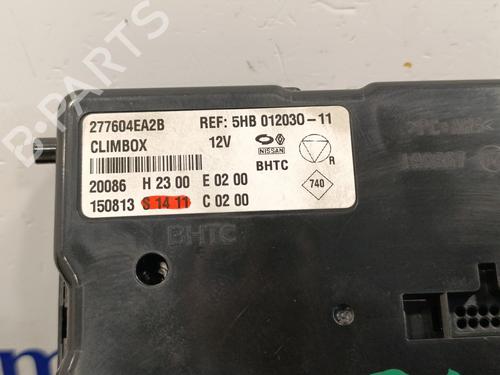 277604EA2B REF: 5HB 012030-11
CLIMBOX 12V
NISSAN
BHTC R
20086 H 23 00 E 02 00
740
150813 S 14 11 C 02 00
BHTC
B-PARTS